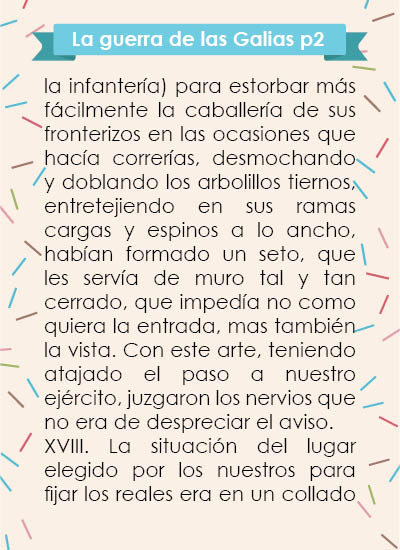 La guerra de las Galias p2
la infantería) para estorbar más
fácilmente la caballería de sus
fronterizos en las ocasiones que
hacía correrías, desmochando
y doblando los arbolillos tiernos,
entretejiendo en sus ramas
cargas y espinos a lo ancho,
habían formado un seto, que
les servía de muro tal y tan
cerrado, que impedía no como
quiera la entrada, mas también
la vista. Con este arte, teniendo
atajado el paso a nuestro
ejército, juzgaron los nervios que
no era de despreciar el aviso.
XVIII. La situación del lugar
elegido por los nuestros para
fijar los reales era en un collado